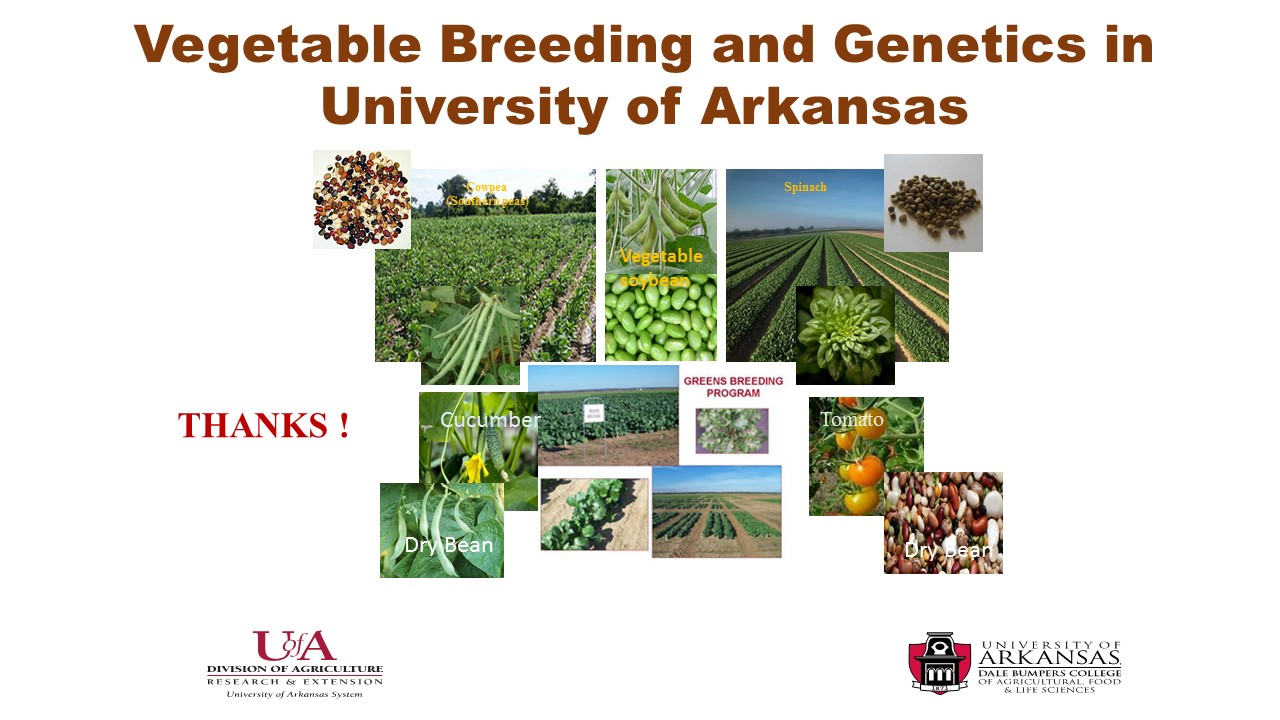 Vegetable Breeding and Genetics in
University of Arkansas
Cowpea
(Southern peas)
Vegetable
soybean
Spinach
GREENS BREEDING
PROGRAM
THANKS !
Cucumber
Tomato
Dry Bean
Dry Bean
UofA
DIVISION OF AGRICULTURE
RESEARCH & EXTENSION
University of Arkansas System
1871
UNIVERSITY OF
ARKANSAS.
DALE BUMPERS COLLEGE
OF AGRICULTURAL, FOOD
& LIFE SCIENCES